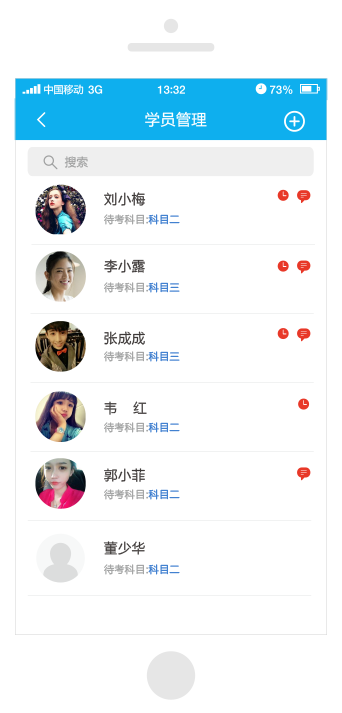 中国移动 3G 13:32 73%
学员管理
搜索
刘小梅
待考科目:科目二
李小露
待考科目:科目三
张成成
待考科目:科目三
韦 红
待考科目:科目二
郭小菲
待考科目:科目二
董少华
待考科目:科目二